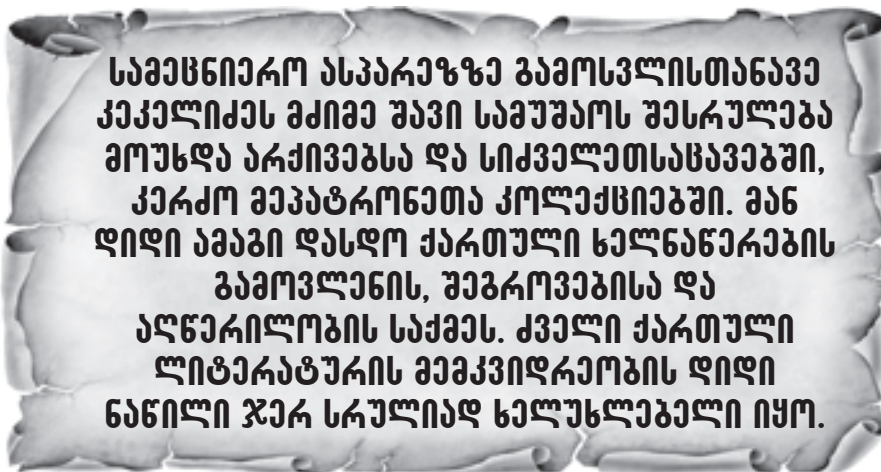 სამეცნიერო ასპარეზზე გამოსვლისთანავე
კეკელიძეს მძიმე შავი სამუშაოს შესრულება
მოუხდა არქივებსა და სიძველეთსაცავებში,
კერძო მეპატრონეთა კოლექციებში. მან
დიდი ამაგი დასდო ქართული ხელნაწერების
გამოვლენის, შეგროვებისა და
აღწერილობის საქმეს. ძველი ქართული
ლიტერატურის მემკვიდრეობის დიდი
ნაწილი ჯერ სრულიად ხელუხლებელი იყო.